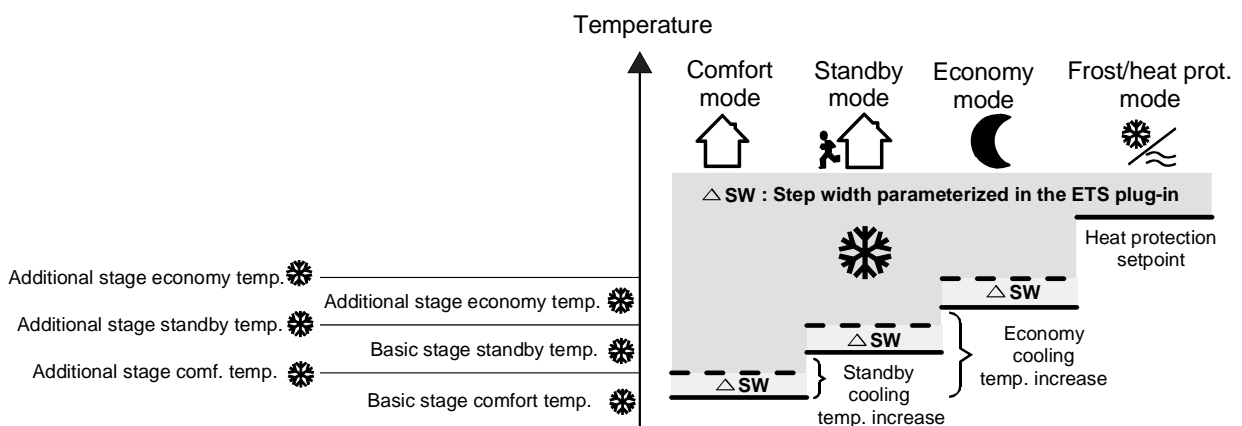 Temperature
Comfort
mode
Standby
mode
Economy
mode
Frost/heat prot.
mode
△ SW : Step width parameterized in the ETS plug-in
Heat protection
setpoint
Additional stage economy temp.
Additional stage economy temp.
△ SW
Additional stage standby temp.
△ SW
Basic stage standby temp.
Economy
cooling
temp. increase
Additional stage comf. temp.
△ SW
Standby
cooling
temp. increase
Basic stage comfort temp.